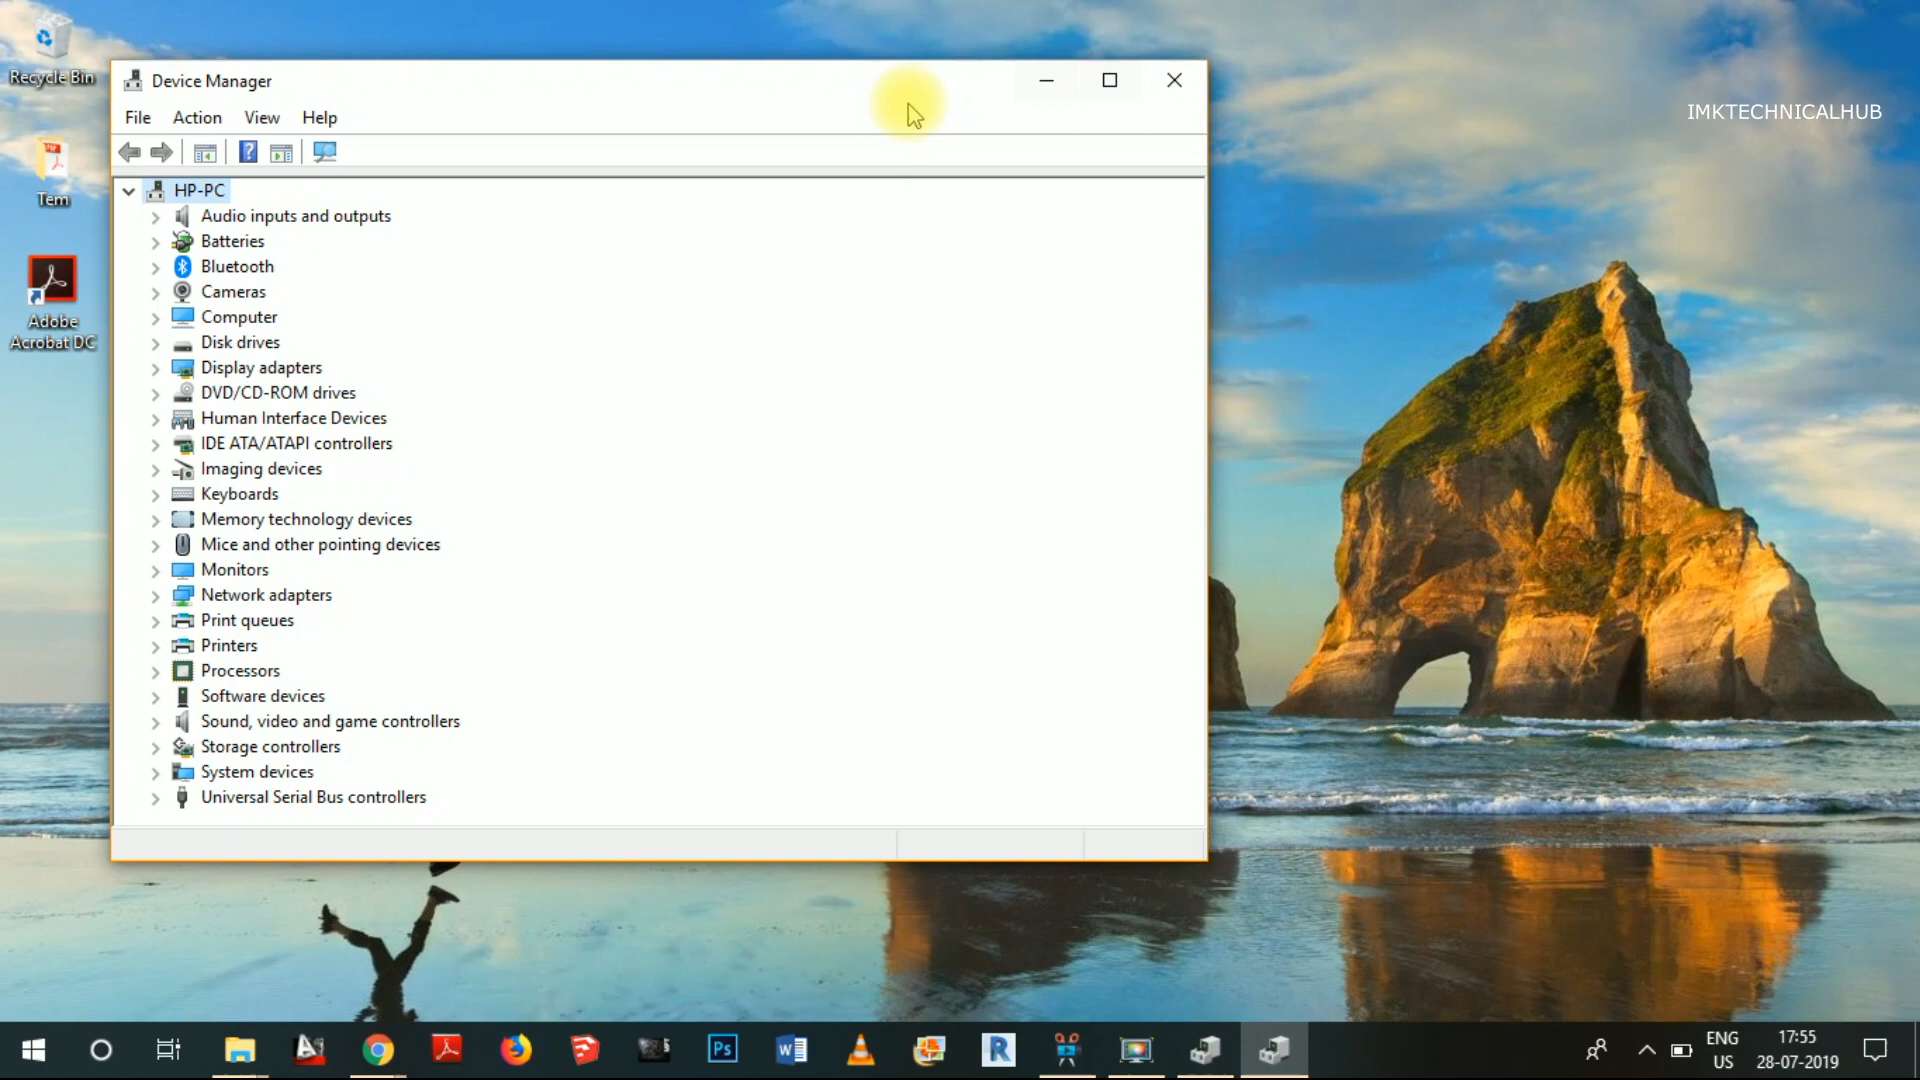 Recycle Bin
Tem
Adobe
Acrobat DC
Device Manager
File Action View Help
HP-PC
Audio inputs and outputs
Batteries
Bluetooth
Cameras
Computer
Disk drives
Display adapters
DVD/CD-ROM drives
Human Interface Devices
IDE ATA/ATAPI controllers
Imaging devices
Keyboards
Memory technology devices
Mice and other pointing devices
Monitors
Network adapters
Print queues
Printers
Processors
Software devices
Sound, video and game controllers
Storage controllers
System devices
Universal Serial Bus controllers
IMKTECHNICALHUB
Ps
W
R
ENG
US
17:55
28-07-2019